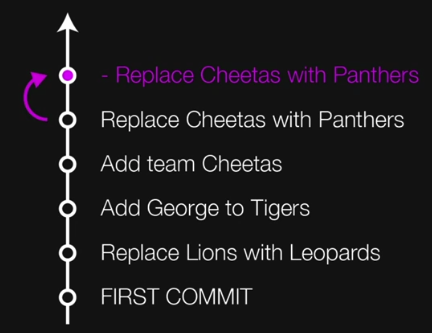 - Replace Cheetas with Panthers
Replace Cheetas with Panthers
Add team Cheetas
Add George to Tigers
Replace Lions with Leopards
FIRST COMMIT